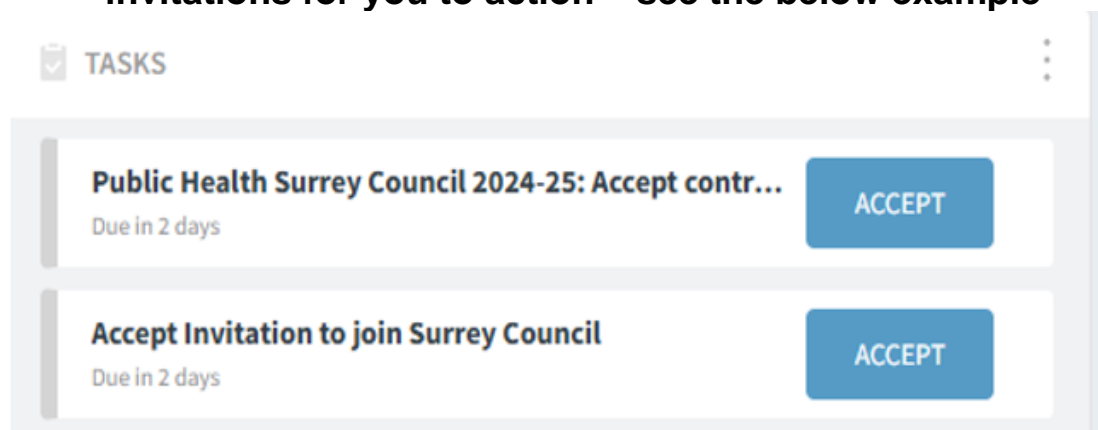 invitations for you to action – see the below example
TASKS
Public Health Surrey Council 2024-25: Accept contr...
ACCEPT
Due in 2 days
Accept Invitation to join Surrey Council
ACCEPT
Due in 2 days